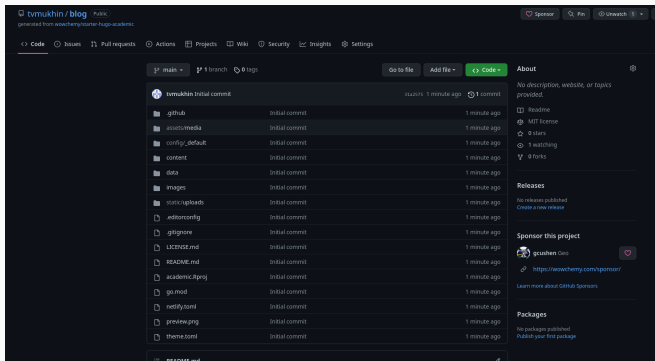 tvmukhin / blog Public
generated from wowchemy/starter-hugo-academic
Sponsor Pin Unwatch 1
Code Issues Pull requests Actions Projects Wiki Security Insights Settings
main 1 branch 0 tags Go to file Add file Code
tvmukhin Initial commit 1 minute ago 1 commit
.github Initial commit 1 minute ago
assets/media Initial commit 1 minute ago
config/_default Initial commit 1 minute ago
content Initial commit 1 minute ago
data Initial commit 1 minute ago
images Initial commit 1 minute ago
static/uploads Initial commit 1 minute ago
.editorconfig Initial commit 1 minute ago
.gitignore Initial commit 1 minute ago
LICENSE.md Initial commit 1 minute ago
README.md Initial commit 1 minute ago
academic.Rproj Initial commit 1 minute ago
go.mod Initial commit 1 minute ago
netlify.toml Initial commit 1 minute ago
preview.png Initial commit 1 minute ago
theme.toml Initial commit 1 minute ago
README.md
About
No description, website, or topics
provided.
Readme
MIT license
0 stars
1 watching
0 forks
Releases
No releases published
Create a new release
Sponsor this project
gcushen Geo
https://wowchemy.com/sponsor/
Learn more about GitHub Sponsors
Packages
No packages published
Publish your first package